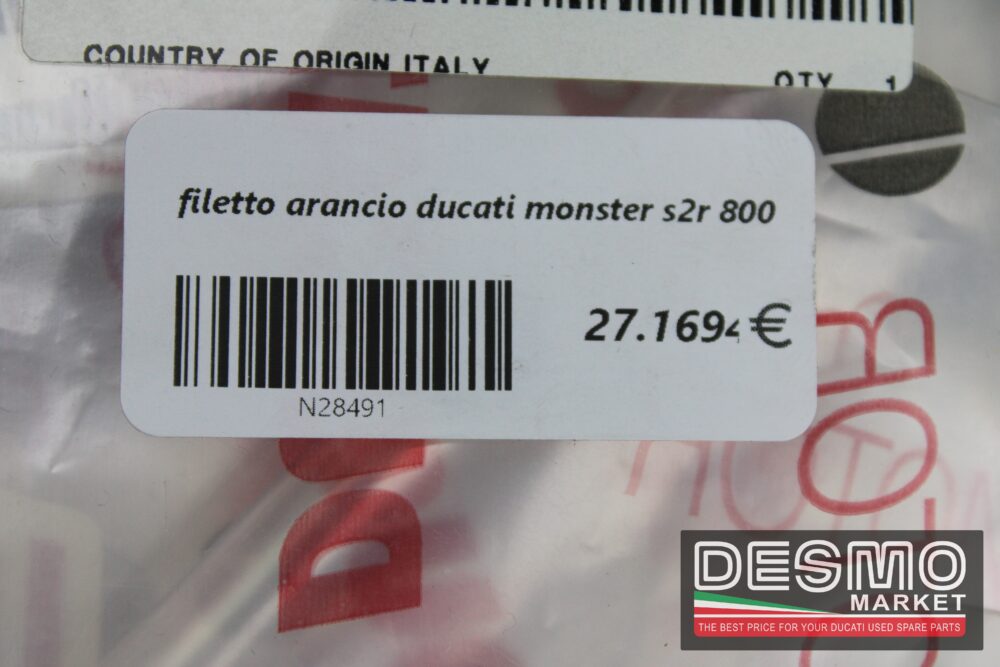 COUNTRY OF ORIGIN ITALY
QTY 1
filetto arancio ducati monster s2r 800
27.1694 €
N28491
DESMO
MARKET
THE BEST PRICE FOR YOUR DUCATI USED SPARE PARTS